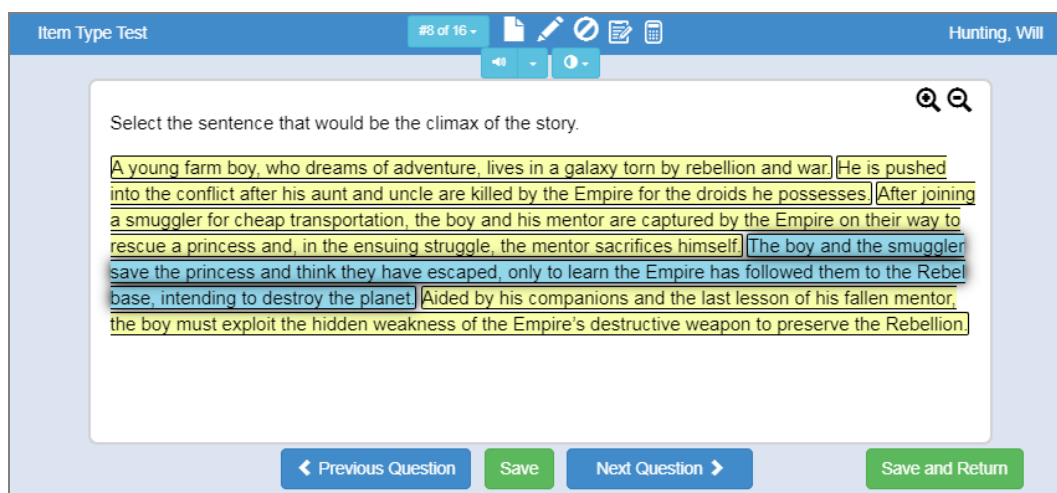 Item Type Test
#8 of 16
Hunting, Will
Select the sentence that would be the climax of the story.
A young farm boy, who dreams of adventure, lives in a galaxy torn by rebellion and war. He is pushed
into the conflict after his aunt and uncle are killed by the Empire for the droids he possesses. After joining
a smuggler for cheap transportation, the boy and his mentor are captured by the Empire on their way to
rescue a princess and, in the ensuing struggle, the mentor sacrifices himself. The boy and the smuggler
save the princess and think they have escaped, only to learn the Empire has followed them to the Rebel
base, intending to destroy the planet. Aided by his companions and the last lesson of his fallen mentor,
the boy must exploit the hidden weakness of the Empire's destructive weapon to preserve the Rebellion.
Previous Question
Save
Next Question
Save and Return